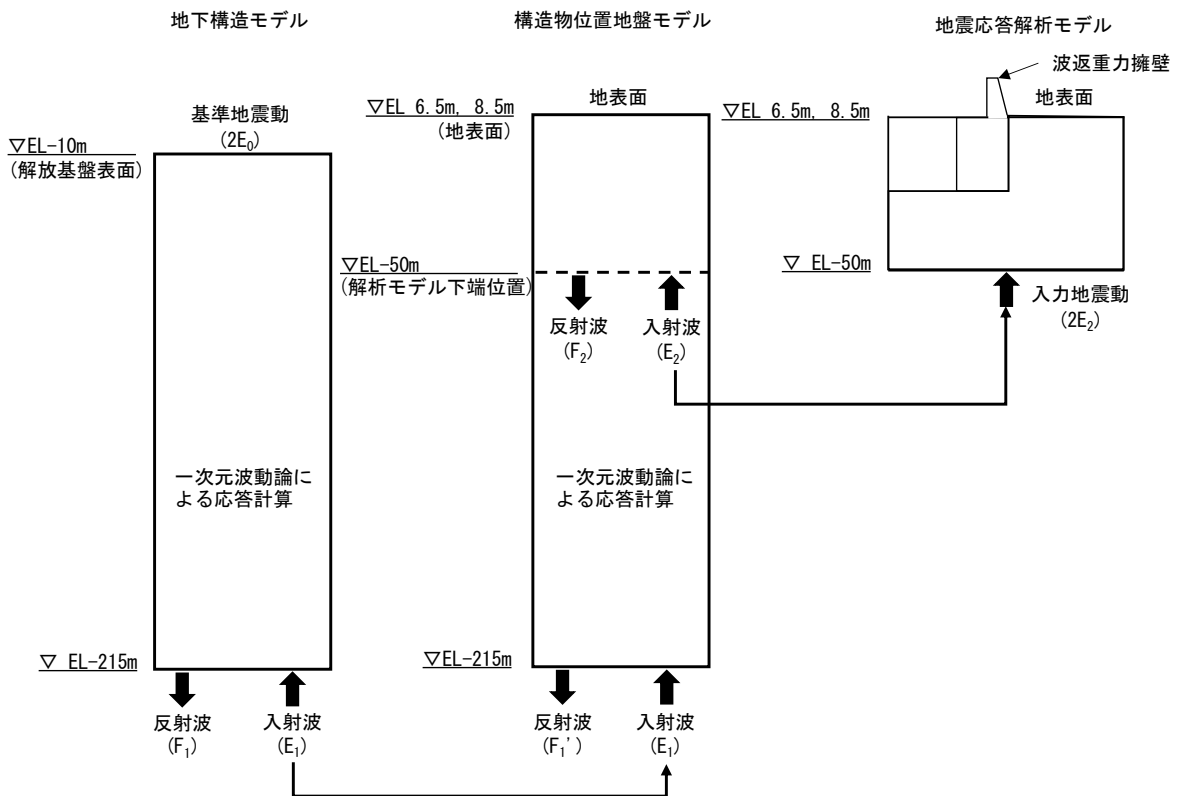 地下構造モデル
基準地震動
(2E₀)
▽EL-10m
(解放基盤表面)
一次元波動論に
よる応答計算
▽ EL-215m
反射波
(F₁)
入射波
(E₁)
構造物位置地盤モデル
地表面
▽EL 6.5m, 8.5m
(地表面)
▽EL-50m
(解析モデル下端位置)
反射波
(F₂)
入射波
(E₂)
一次元波動論に
よる応答計算
▽EL-215m
反射波
(F₁')
入射波
(E₁)
地震応答解析モデル
波返重力擁壁
地表面
▽EL 6.5m, 8.5m
▽ EL-50m
入力地震動
(2E₂)